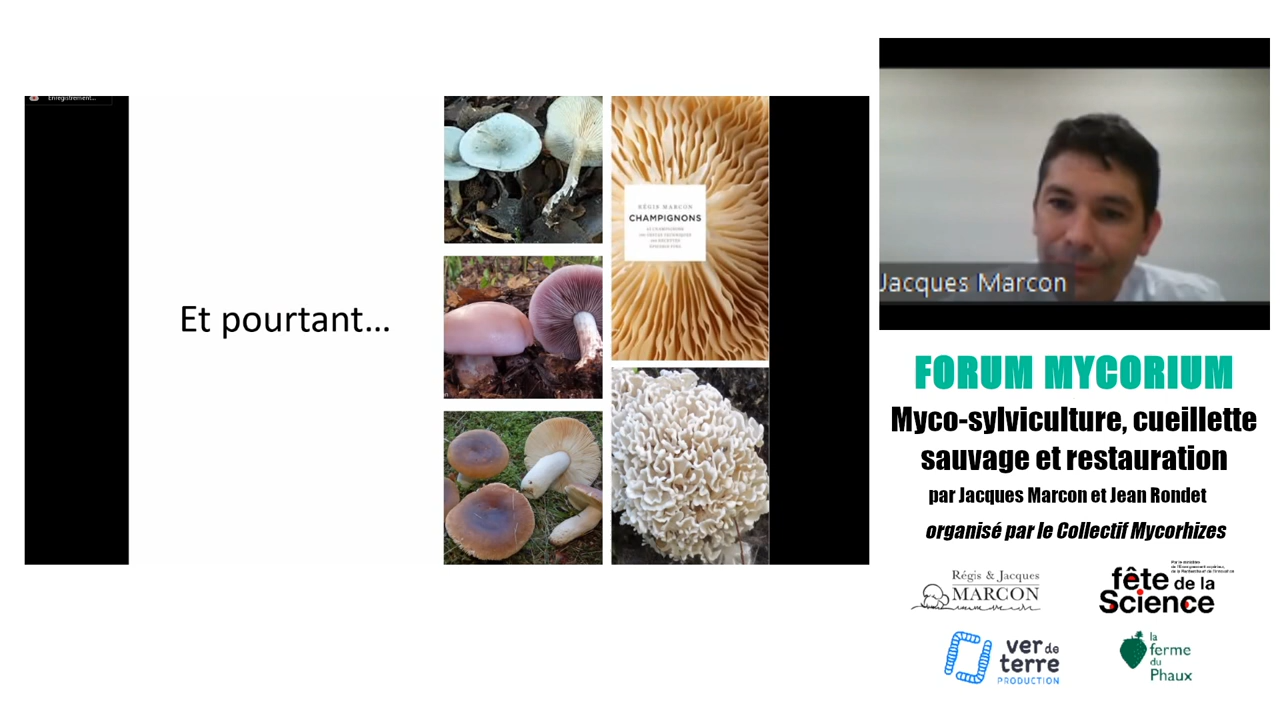 Enregistrement...
Et pourtant...
RÉGIS MARCON
CHAMPIGNONS
Jacques Marcon
FORUM MYCORIUM
Myco-sylviculture, cueillette
sauvage et restauration
par Jacques Marcon et Jean Rondet
organisé par le Collectif Mycorhizes
Régis & Jacques
MARCON
fête de la
Science
ver de
terre
PRODUCTION
la
ferme
du
Phaux